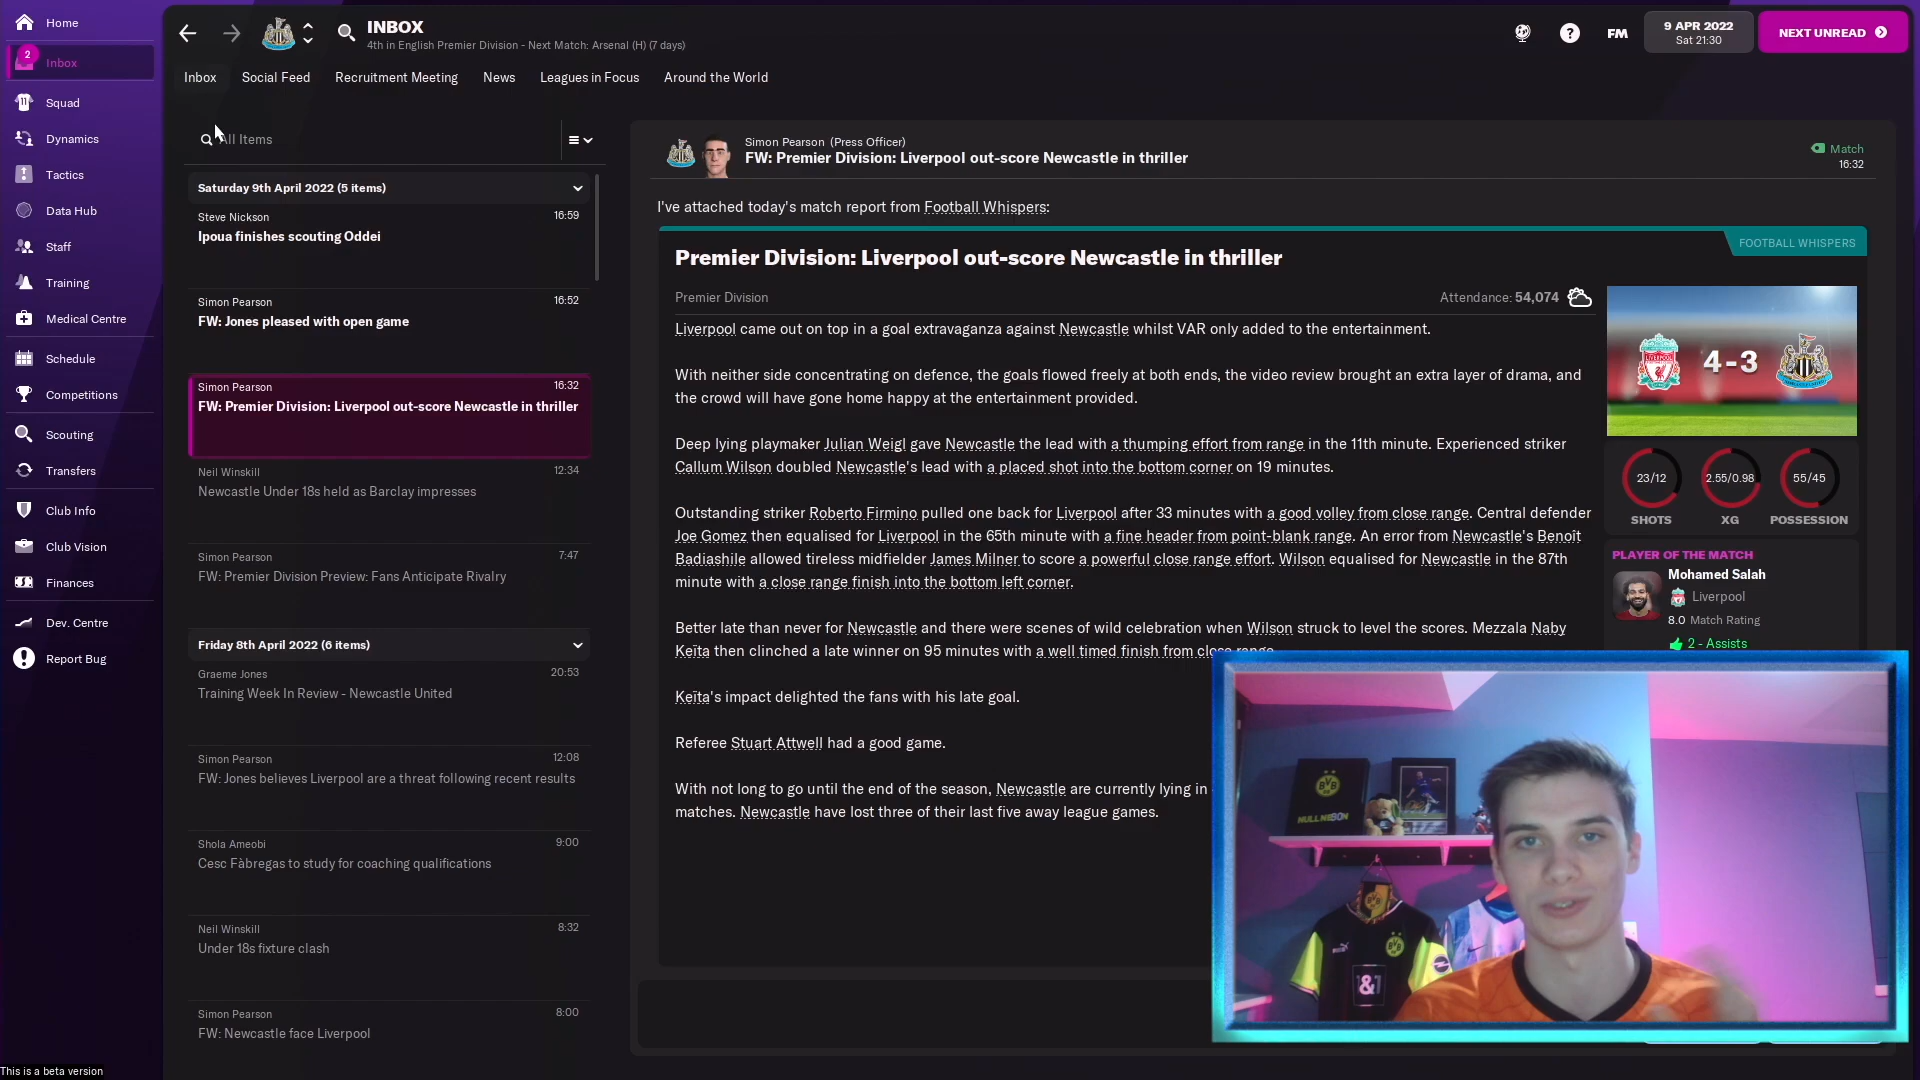 Home
2
Inbox
Squad
Dynamics
Tactics
Data Hub
Staff
Training
Medical Centre
Schedule
Competitions
Scouting
Transfers
Club Info
Club Vision
Finances
Dev. Centre
Report Bug
This is a beta version
INBOX
4th in English Premier Division - Next Match: Arsenal (H) (7 days)
FM
9 APR 2022
Sat 21:30
NEXT UNREAD
Inbox Social Feed Recruitment Meeting News Leagues in Focus Around the World
All Items
Saturday 9th April 2022 (5 items)
Steve Nickson 16:59
Ipoua finishes scouting Oddei
Simon Pearson 16:52
FW: Jones pleased with open game
Simon Pearson 16:32
FW: Premier Division: Liverpool out-score Newcastle in thriller
Neil Winskill 12:34
Newcastle Under 18s held as Barclay impresses
Simon Pearson 7:47
FW: Premier Division Preview: Fans Anticipate Rivalry
Friday 8th April 2022 (6 items)
Graeme Jones 20:53
Training Week In Review - Newcastle United
Simon Pearson 12:08
FW: Jones believes Liverpool are a threat following recent results
Shola Ameobi 9:00
Cesc Fàbregas to study for coaching qualifications
Neil Winskill 8:32
Under 18s fixture clash
Simon Pearson 8:00
FW: Newcastle face Liverpool
Simon Pearson (Press Officer)
FW: Premier Division: Liverpool out-score Newcastle in thriller
Match
16:32
I've attached today's match report from Football Whispers:
FOOTBALL WHISPERS
Premier Division: Liverpool out-score Newcastle in thriller
Premier Division Attendance: 54,074
Liverpool came out on top in a goal extravaganza against Newcastle whilst VAR only added to the entertainment.
With neither side concentrating on defence, the goals flowed freely at both ends, the video review brought an extra layer of drama, and
the crowd will have gone home happy at the entertainment provided.
Deep lying playmaker Julian Weigl gave Newcastle the lead with a thumping effort from range in the 11th minute. Experienced striker
Callum Wilson doubled Newcastle's lead with a placed shot into the bottom corner on 19 minutes.
Outstanding striker Roberto Firmino pulled one back for Liverpool after 33 minutes with a good volley from close range. Central defender
Joe Gomez then equalised for Liverpool in the 65th minute with a fine header from point-blank range. An error from Newcastle's Benoît
Badiashile allowed tireless midfielder James Milner to score a powerful close range effort. Wilson equalised for Newcastle in the 87th
minute with a close range finish into the bottom left corner.
Better late than never for Newcastle and there were scenes of wild celebration when Wilson struck to level the scores. Mezzala Naby
Keïta then clinched a late winner on 95 minutes with a well timed finish from close range.
Keïta's impact delighted the fans with his late goal.
Referee Stuart Attwell had a good game.
With not long to go until the end of the season, Newcastle are currently lying in
matches. Newcastle have lost three of their last five away league games.
4-3
23/12 2.55/0.98 55/45
SHOTS XG POSSESSION
PLAYER OF THE MATCH
Mohamed Salah
Liverpool
8.0 Match Rating
2 - Assists
BVB
BVB
BVB
1&1